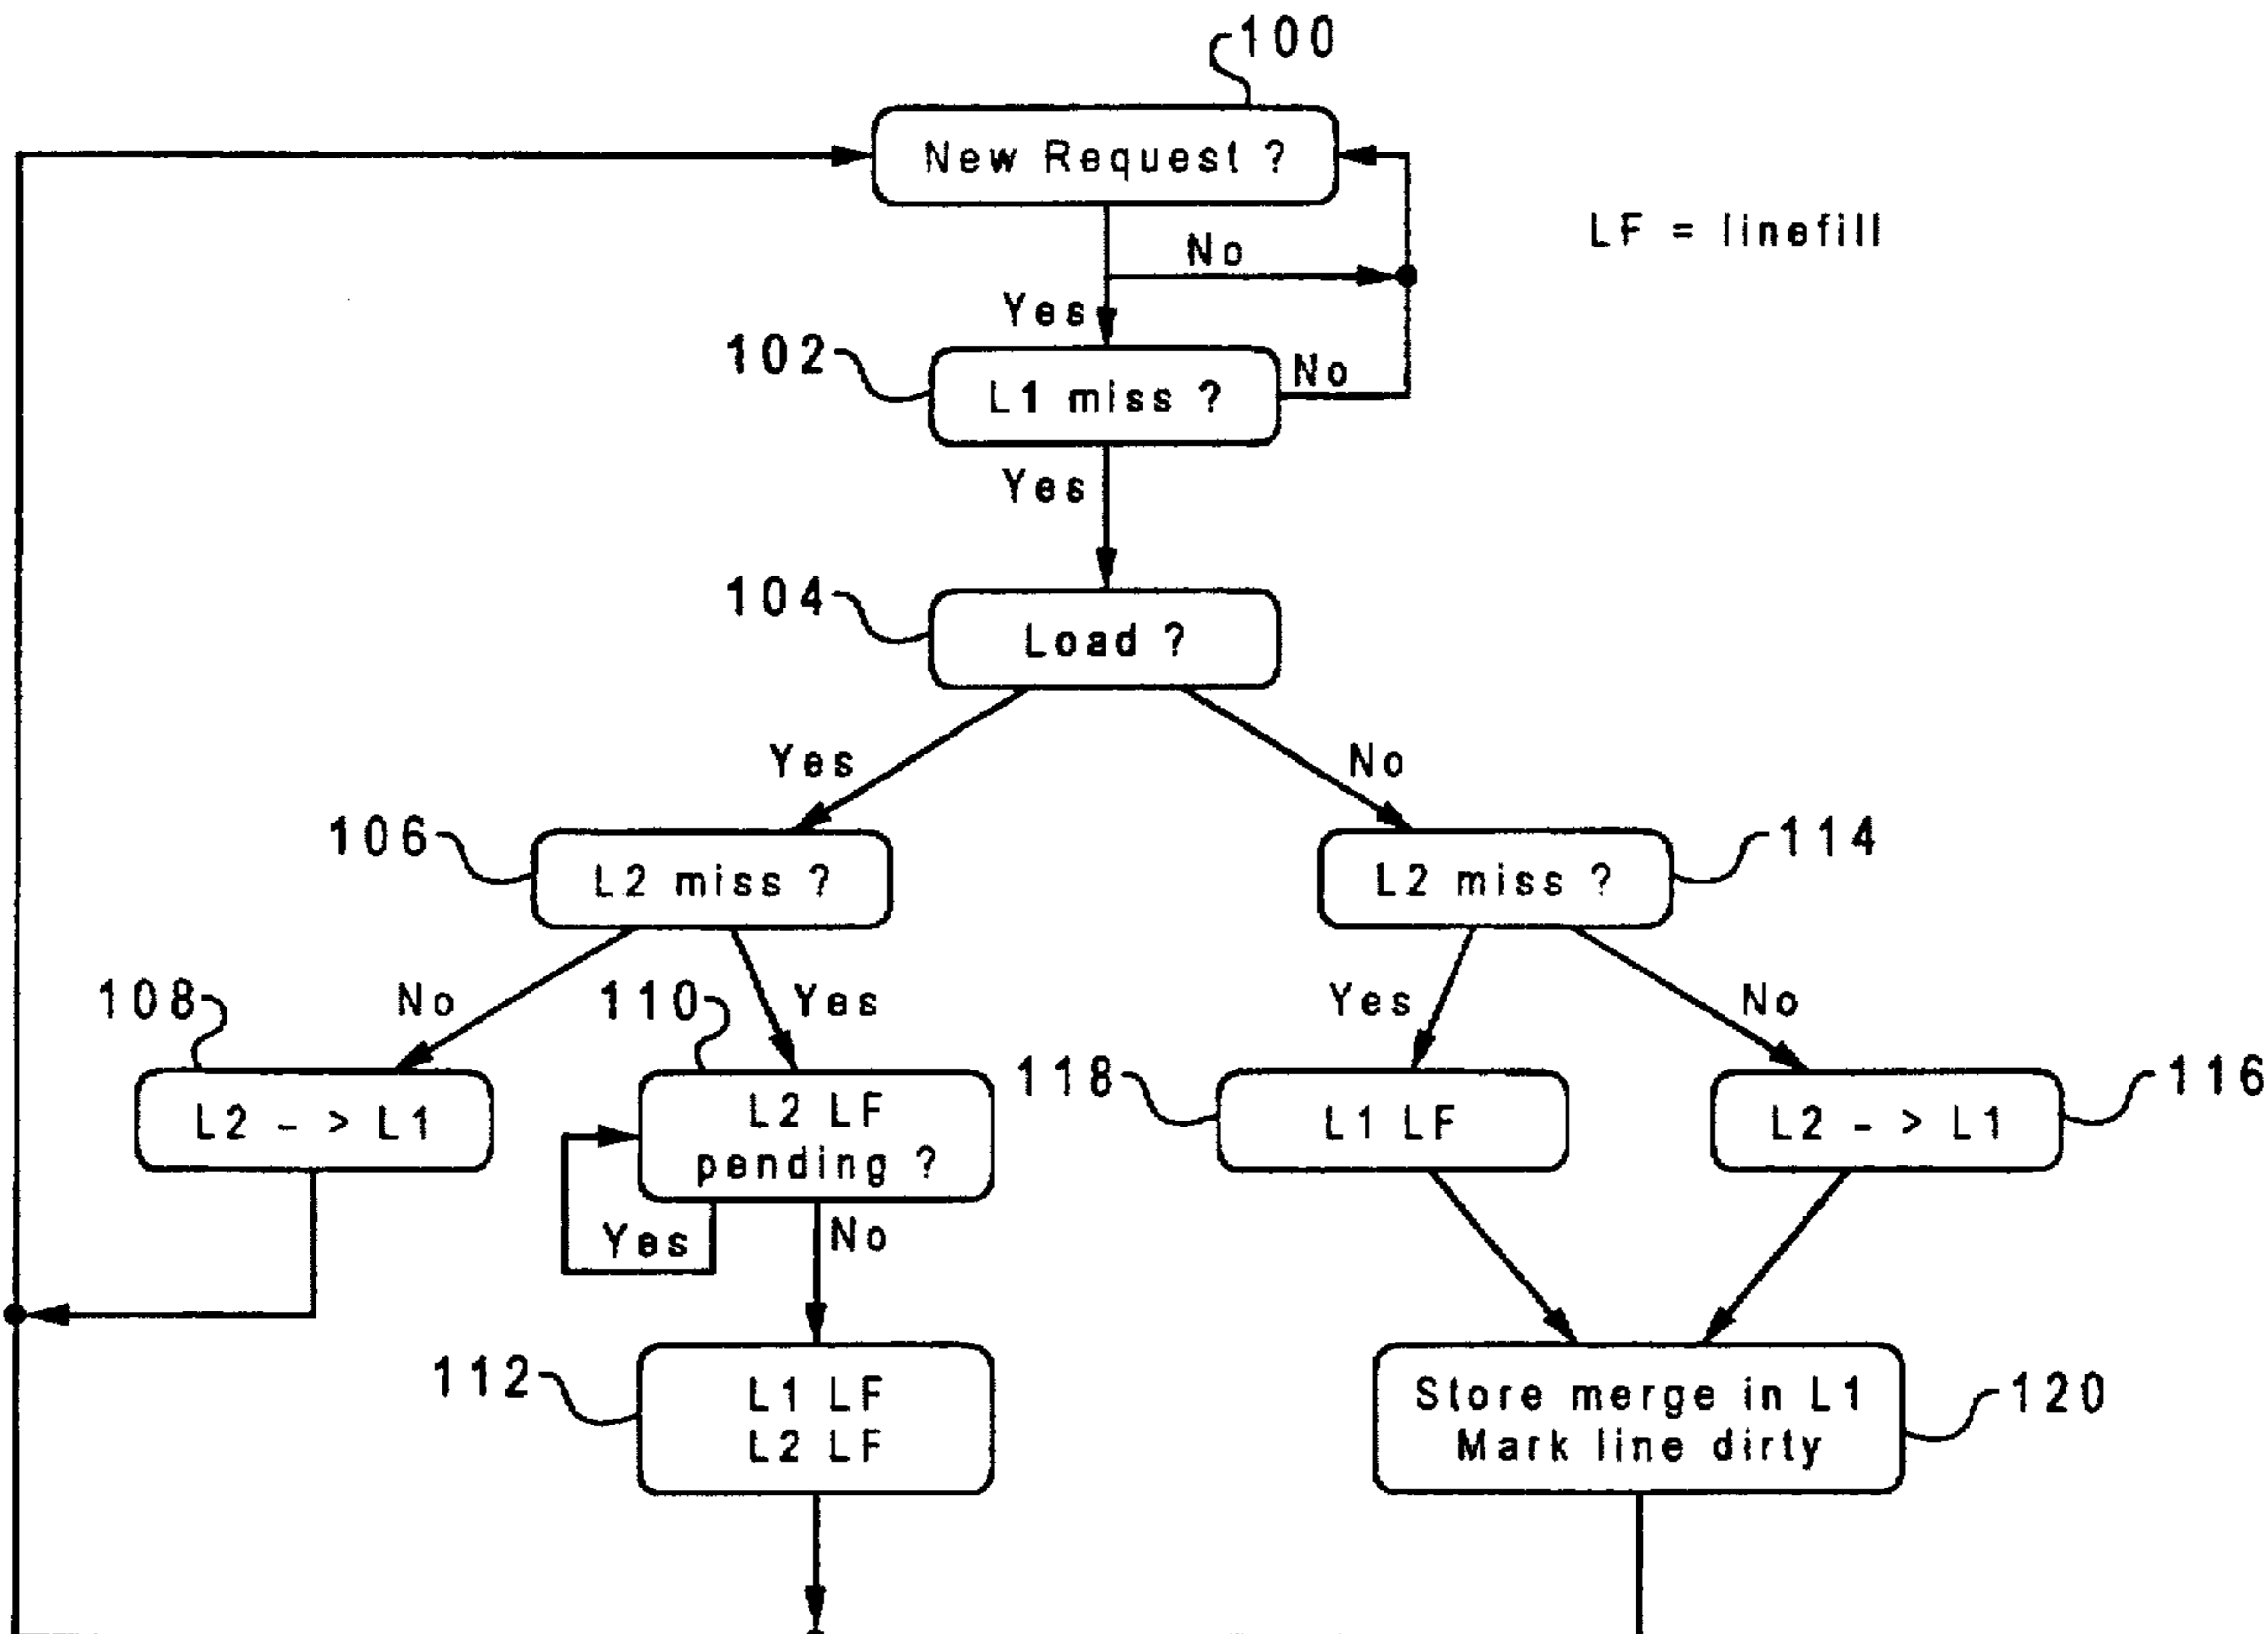 100
New Request ?
LF = linefill
No
Yes
102
L1 miss ?
No
Yes
104
Load ?
Yes
No
106
L2 miss ?
L2 miss ?
114
108
No
110
Yes
Yes
No
L2 - > L1
L2 LF
pending ?
118
L1 LF
L2 - > L1
116
Yes
No
112
L1 LF
L2 LF
Store merge in L1
Mark line dirty
120